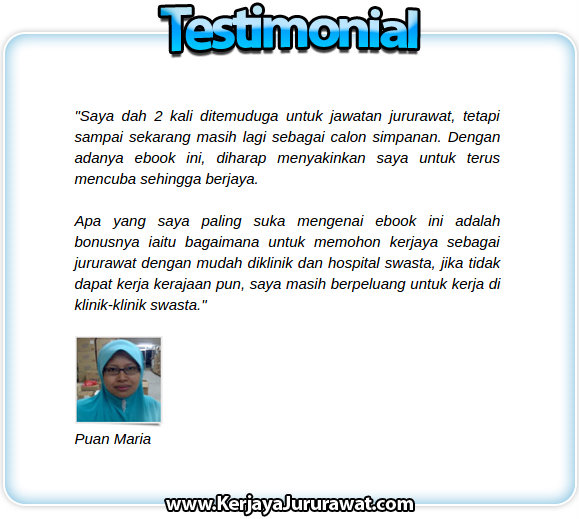 Testimonial
"Saya dah 2 kali ditemuduga untuk jawatan jururawat, tetapi
sampai sekarang masih lagi sebagai calon simpanan. Dengan
adanya ebook ini, diharap menyakinkan saya untuk terus
mencuba sehingga berjaya.
Apa yang saya paling suka mengenai ebook ini adalah
bonusnya iaitu bagaimana untuk memohon kerjaya sebagai
jururawat dengan mudah diklinik dan hospital swasta, jika tidak
dapat kerja kerajaan pun, saya masih berpeluang untuk kerja di
klinik-klinik swasta."
Puan Maria
www.KerjayaJururawat.com